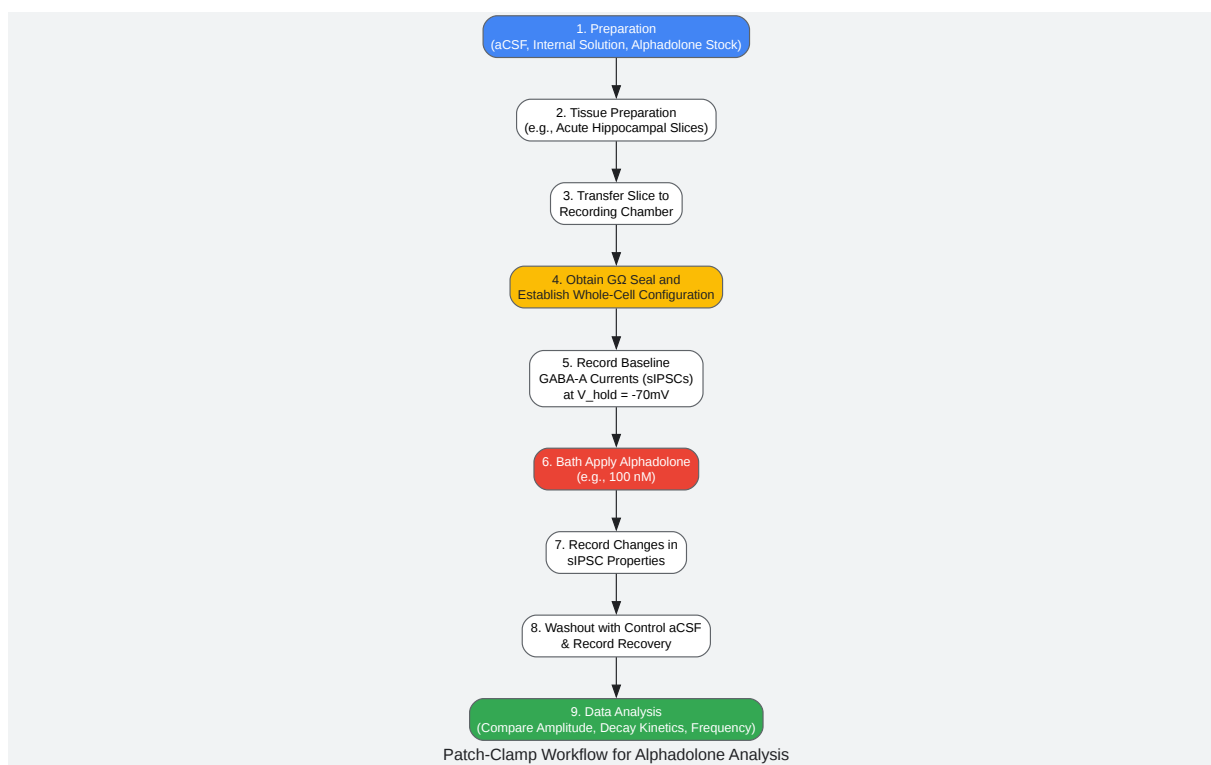 1. Preparation
(aCSF, Internal Solution, Alphadolone Stock)
2. Tissue Preparation
(e.g., Acute Hippocampal Slices)
3. Transfer Slice to
Recording Chamber
4. Obtain GΩ Seal and
Establish Whole-Cell Configuration
5. Record Baseline
GABA-A Currents (sIPSCs)
at V_hold = -70mV
6. Bath Apply Alphadolone
(e.g., 100 nM)
7. Record Changes in
sIPSC Properties
8. Washout with Control aCSF
& Record Recovery
9. Data Analysis
(Compare Amplitude, Decay Kinetics, Frequency)
Patch-Clamp Workflow for Alphadolone Analysis